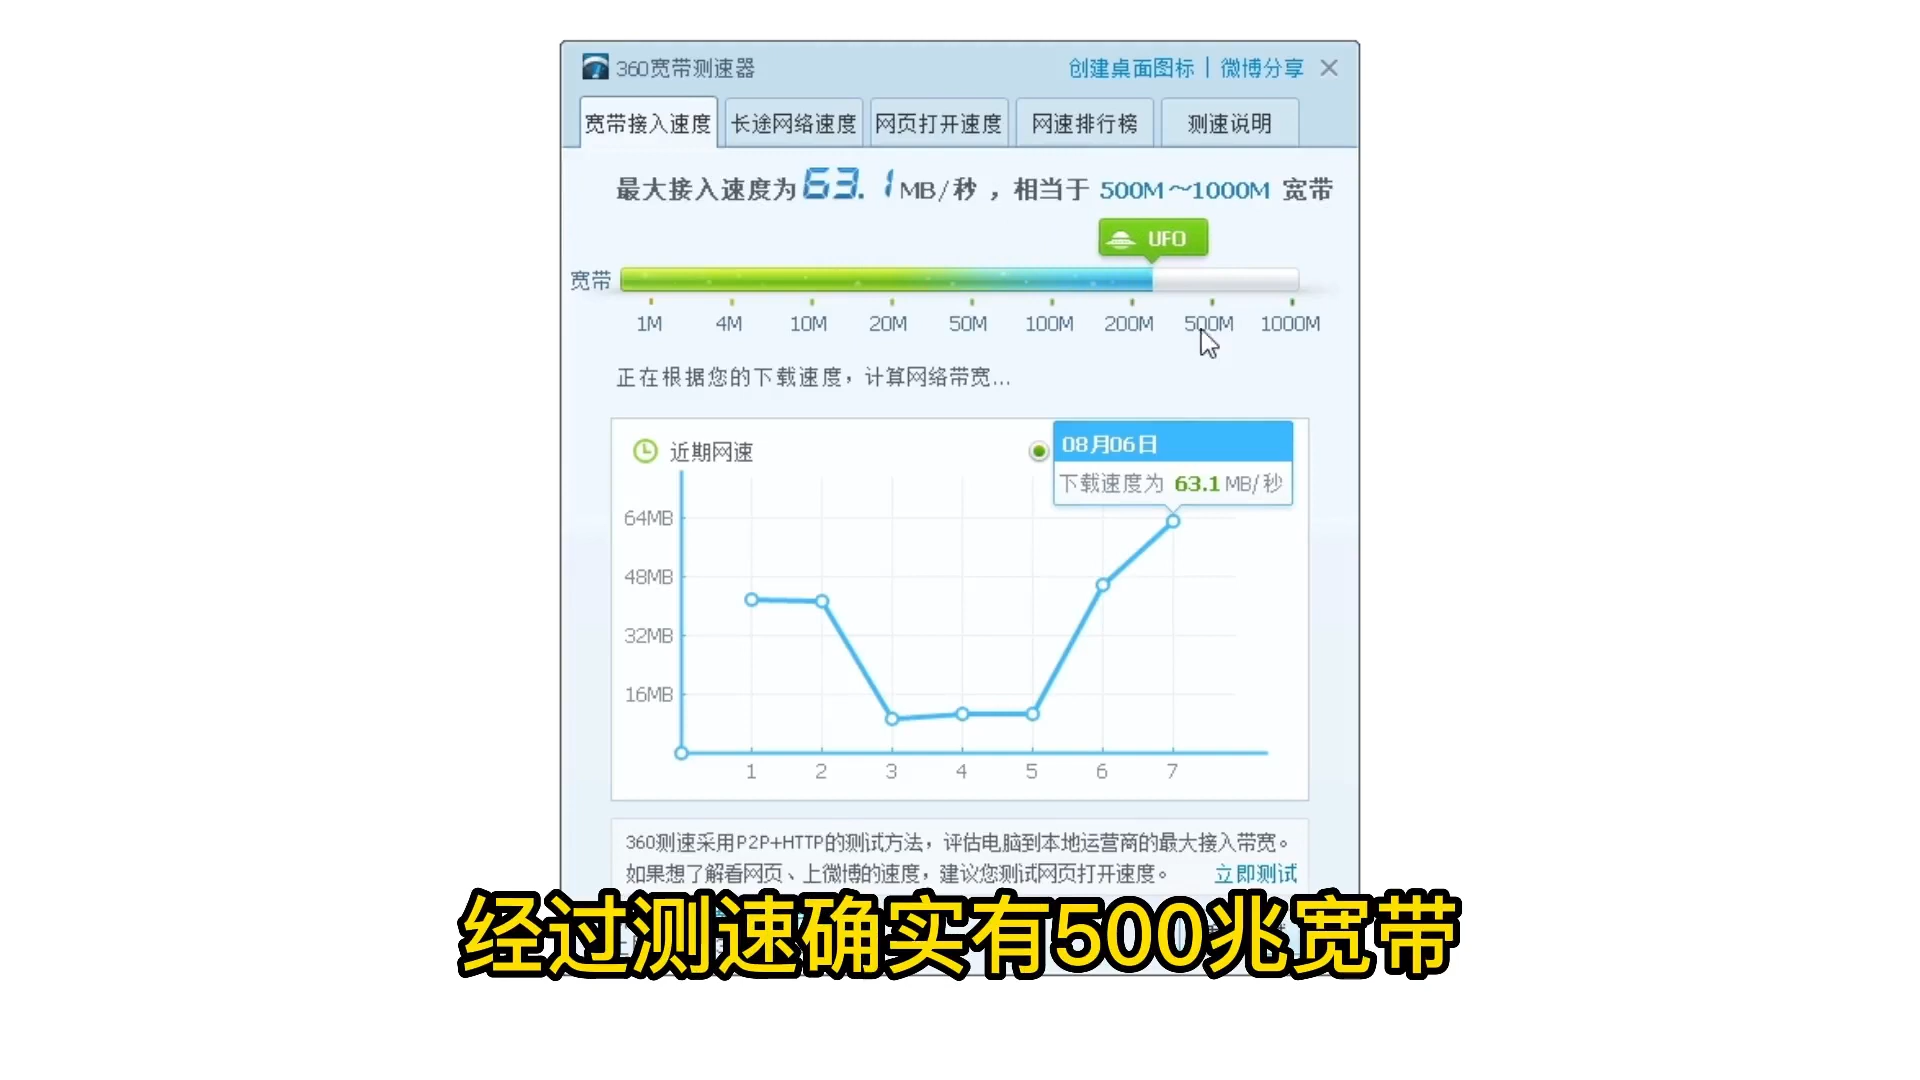 360宽带测速器
创建桌面图标 | 微博分享
宽带接入速度 长途网络速度 网页打开速度 网速排行榜 测速说明
最大接入速度为63.1MB/秒，相当于 500M～1000M 宽带
UFO
宽带
1M 4M 10M 20M 50M 100M 200M 500M 1000M
正在根据您的下载速度，计算网络带宽...
近期网速
08月06日
下载速度为 63.1MB/秒
64MB
48MB
32MB
16MB
1 2 3 4 5 6 7
360测速采用P2P+HTTP的测试方法，评估电脑到本地运营商的最大接入带宽。
如果想了解看网页、上微博的速度，建议您测试网页打开速度。 立即测试
经过测速确实有500兆宽带